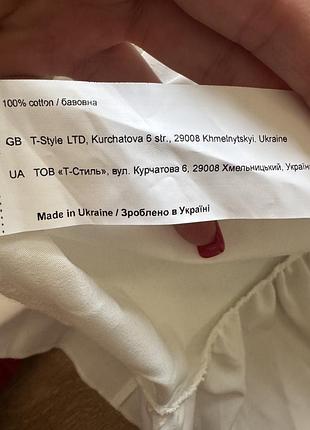 100% cotton / бавовна
GB T-Style LTD, Kurchatova 6 str., 29008 Khmelnytskyi. Ukraine
UA ТОВ «Т-Стиль», вул. Курчатова 6, 29008 Хмельницький, Україн
Made in Ukraine / Зроблено в Україні